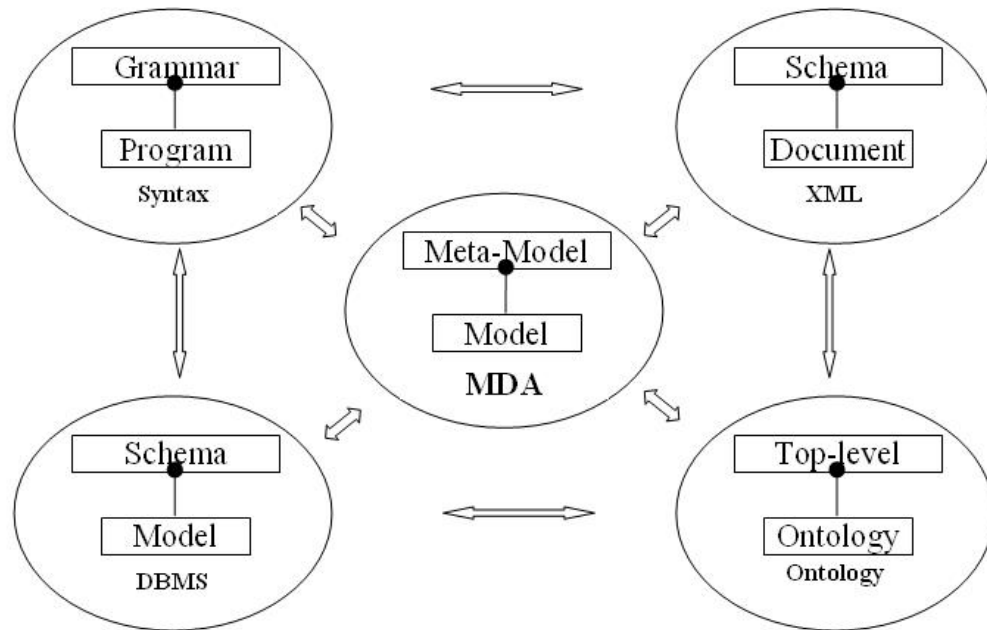 Grammar
Program
Syntax
Schema
Document
XML
Meta-Model
Model
MDA
Schema
Model
DBMS
Top-level
Ontology
Ontology